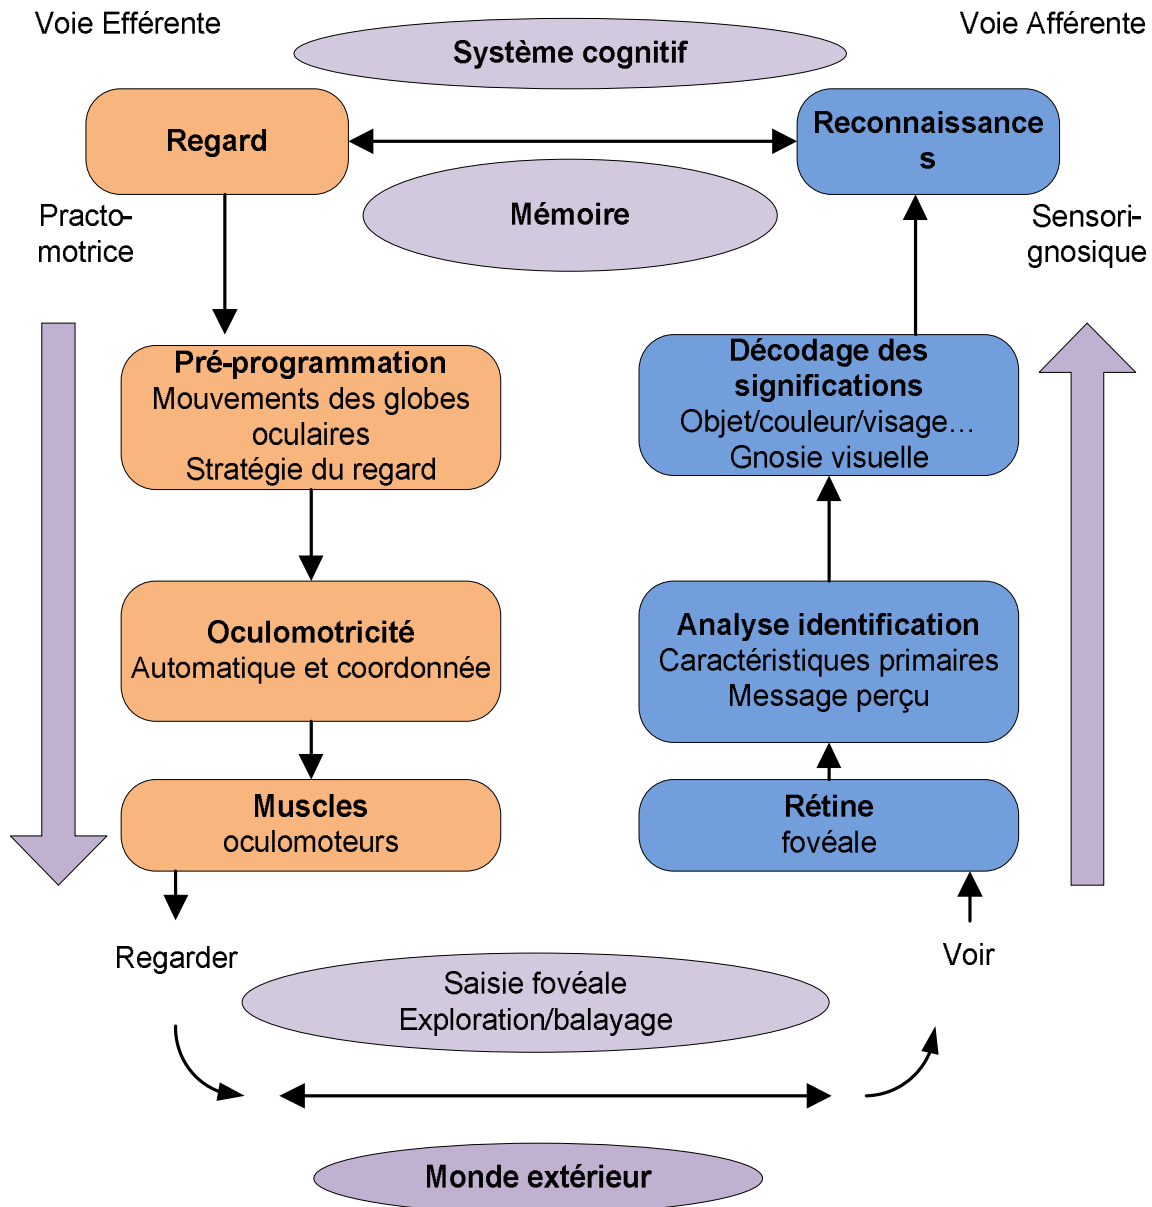 Voie Efférente
Système cognitif
Voie Afférente
Regard
Reconnaissance
s
Mémoire
Practo-
motrice
Sensori-
gnosique
Pré-programmation
Mouvements des globes
oculaires
Stratégie du regard
Décodage des
significations
Objet/couleur/visage…
Gnosie visuelle
Oculomotricité
Automatique et coordonnée
Analyse identification
Caractéristiques primaires
Message perçu
Muscles
oculomoteurs
Rétine
fovéale
Regarder
Voir
Saisie fovéale
Exploration/balayage
Monde extérieur